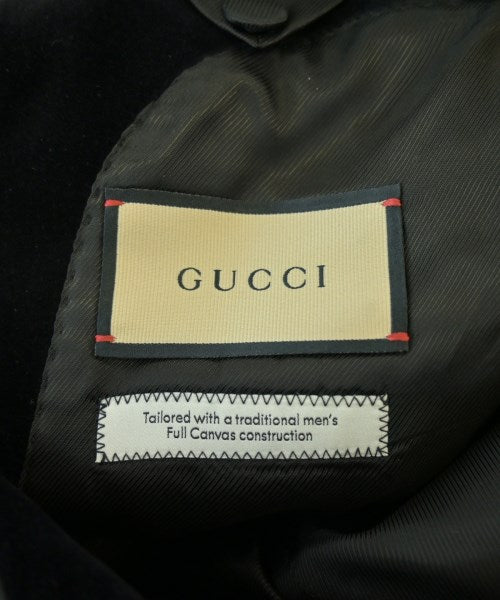 GUCCI
Tailored with a traditional men's
Full Canvas construction